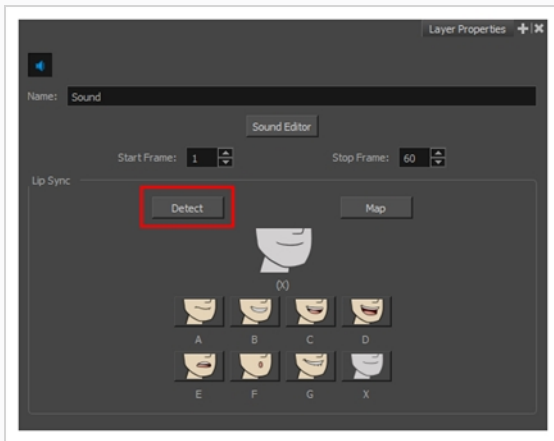 Layer Properties
Name: Sound
Sound Editor
Start Frame: 1 Stop Frame: 60
Lip Sync
Detect Map
(X)
A B C D
E F G X